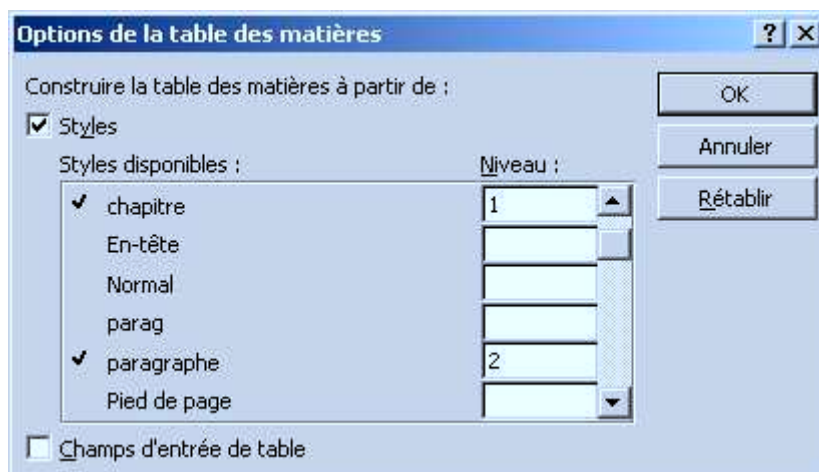 Options de la table des matières
Construire la table des matières à partir de :
OK
Styles
Annuler
Styles disponibles : Niveau :
Rétablir
chapitre 1
En-tête
Normal
parag
paragraphe 2
Pied de page
Champs d'entrée de table